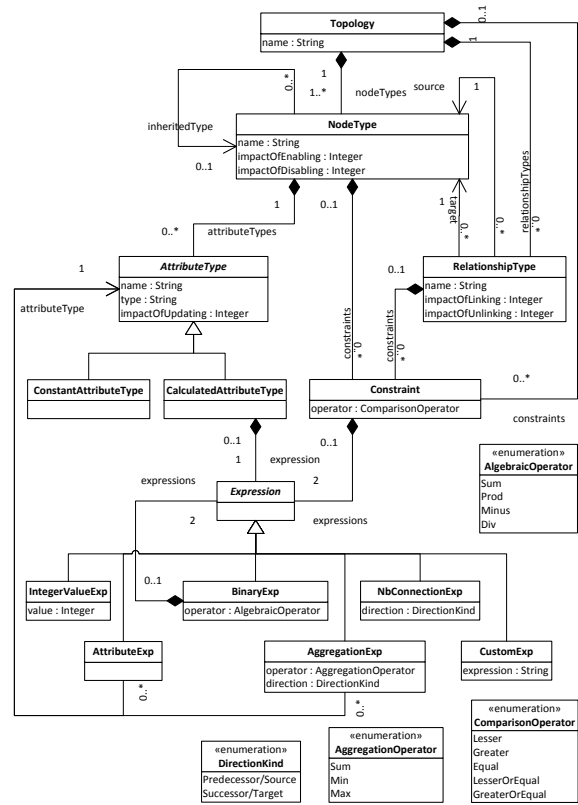 Topology
name : String
0..1
1
1
1..*
nodeTypes
0..*
source
1
inheritedType
0..1
NodeType
name : String
impactOfEnabling : Integer
impactOfDisabling : Integer
1
0..1
1
target
0..*
0..*
relationshipTypes
0..*
0..*
attributeTypes
1
attributeType
AttributeType
name : String
type : String
impactOfUpdating : Integer
0..1
RelationshipType
name : String
impactOfLinking : Integer
impactOfUnlinking : Integer
constraints
0..*
constraints
0..*
ConstantAttributeType
CalculatedAttributeType
Constraint
operator : ComparisonOperator
0..*
constraints
0..1
1
expression
0..1
2
expressions
expressions
2
Expression
«enumeration»
AlgebraicOperator
Sum
Prod
Minus
Div
IntegerValueExp
value : Integer
0..1
BinaryExp
operator : AlgebraicOperator
NbConnectionExp
direction : DirectionKind
AttributeExp
0..*
AggregationExp
operator : AggregationOperator
direction : DirectionKind
0..*
CustomExp
expression : String
«enumeration»
DirectionKind
Predecessor/Source
Successor/Target
«enumeration»
AggregationOperator
Sum
Min
Max
«enumeration»
ComparisonOperator
Lesser
Greater
Equal
LesserOrEqual
GreaterOrEqual